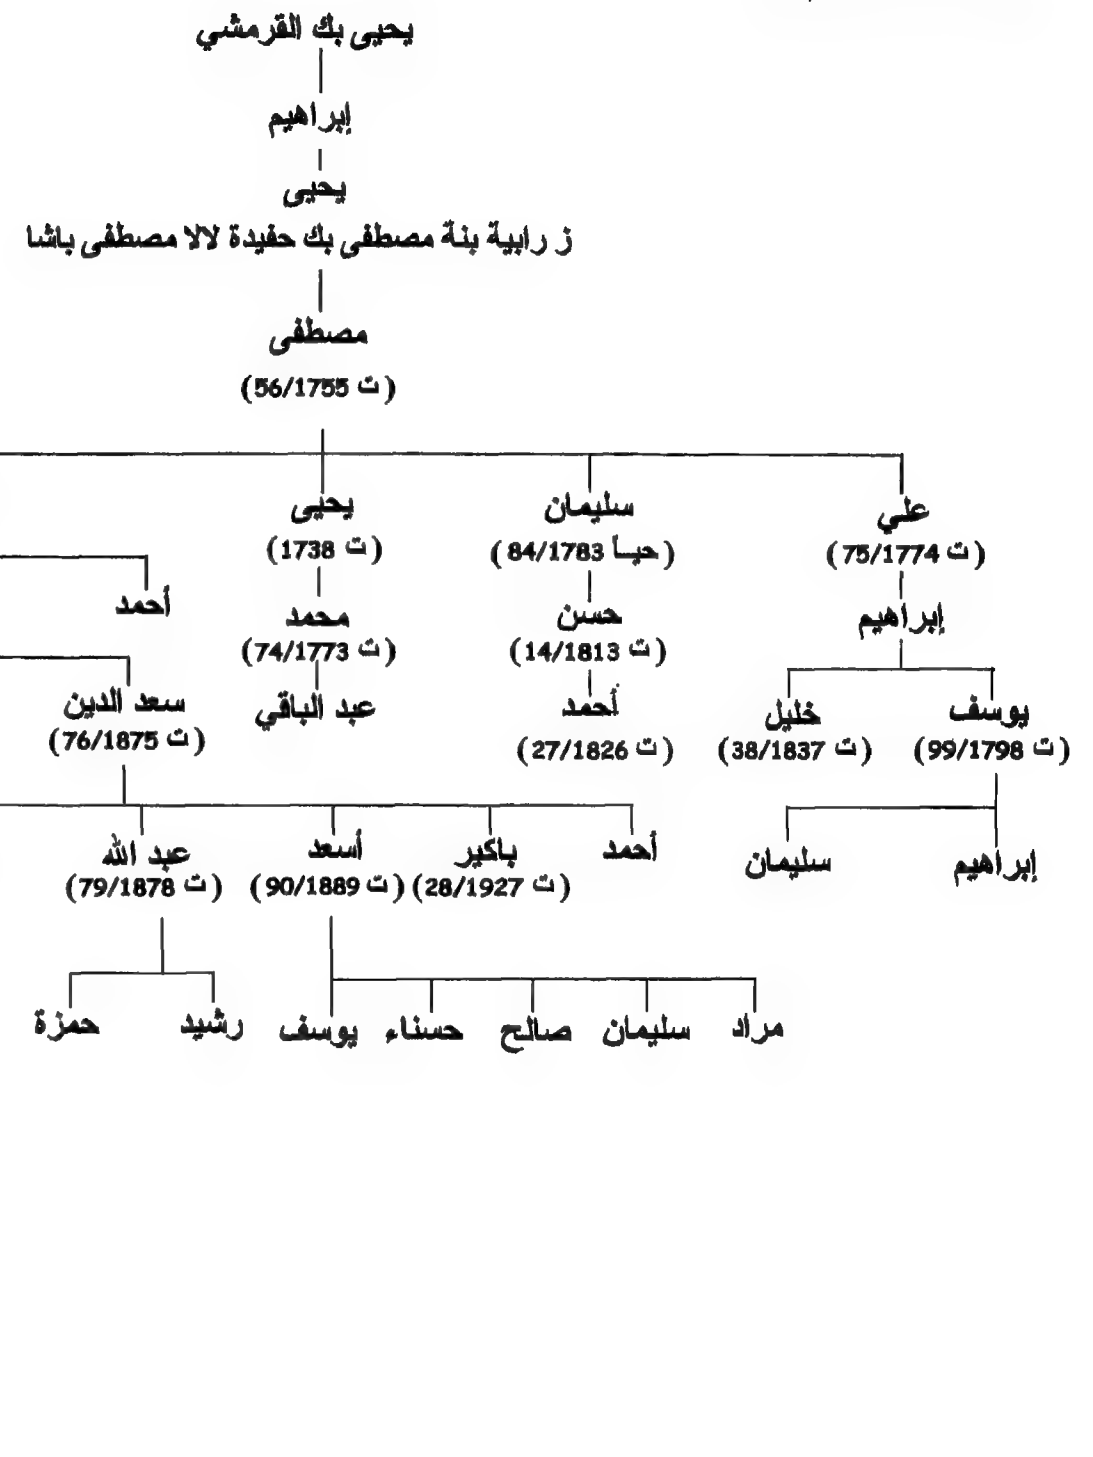 يحيى بك القرمشي
إبراهيم
يحيى
ز رابية بنة مصطفى بك حفيدة لالا مصطفى باشا
مصطفى
(ت 56/1755)
علي
(ت 75/1774)
سليمان
(حيا 84/1783)
يحيى
(ت 1738)
أحمد
إبراهيم
حسن
(ت 14/1813)
محمد
(ت 74/1773)
يوسف
(ت 99/1798)
خليل
(ت 38/1837)
أحمد
(ت 27/1826)
عبد الباقي
سعد الدين
(ت 76/1875)
إبراهيم
سليمان
أحمد
باكير
(ت 28/1927)
أسعد
(ت 90/1889)
عبد الله
(ت 79/1878)
مراد
سليمان
صالح
حسناء
يوسف
رشيد
حمزة